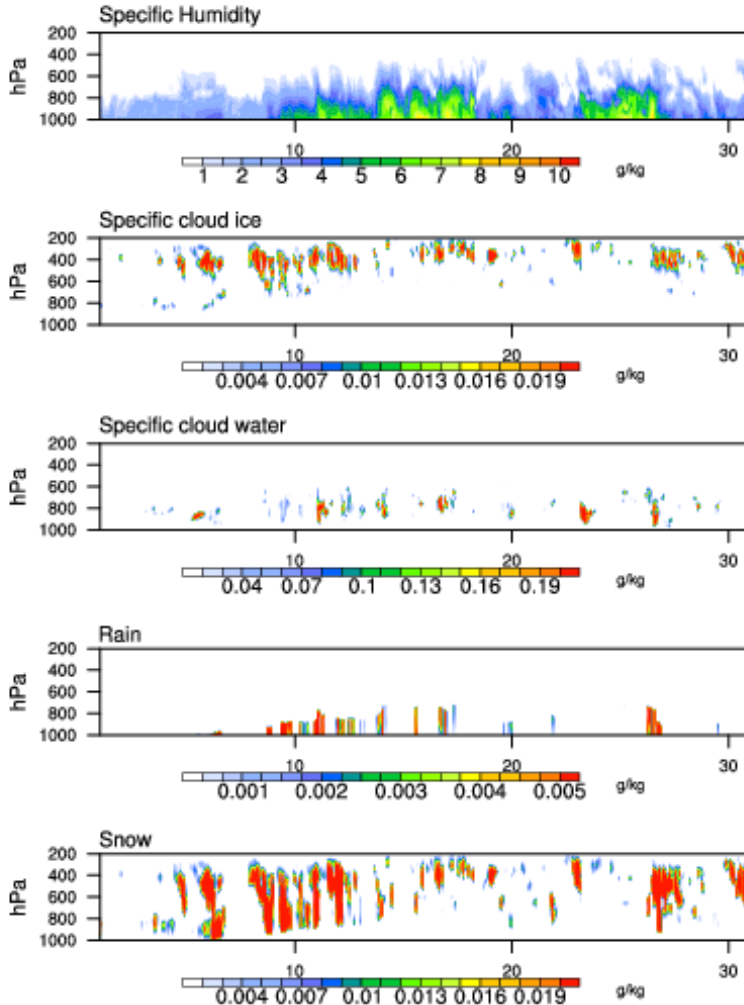 Specific Humidity
200
400
600
800
1000
hPa
10 20 30
1 2 3 4 5 6 7 8 9 10 g/kg
Specific cloud ice
200
400
600
800
1000
hPa
10 20 30
0.004 0.007 0.01 0.013 0.016 0.019 g/kg
Specific cloud water
200
400
600
800
1000
hPa
10 20 30
0.04 0.07 0.1 0.13 0.16 0.19 g/kg
Rain
200
400
600
800
1000
hPa
10 20 30
0.001 0.002 0.003 0.004 0.005 g/kg
Snow
200
400
600
800
1000
hPa
10 20 30
0.004 0.007 0.01 0.013 0.016 0.019 g/kg